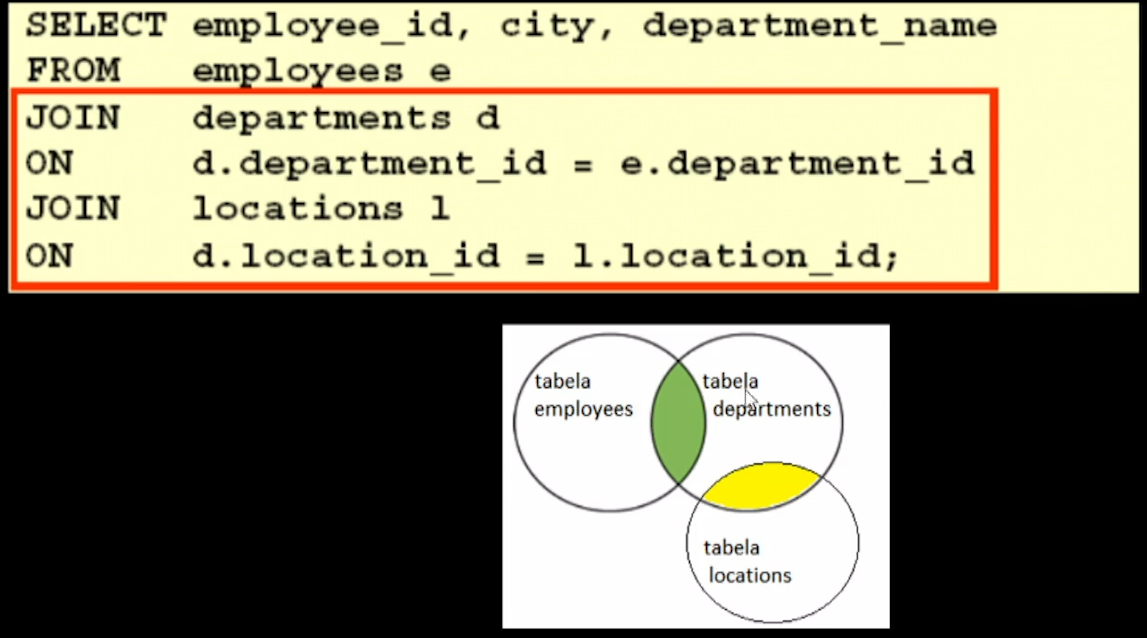 SELECT employee_id, city, department_name
FROM employees e
JOIN departments d
ON d.department_id = e.department_id
JOIN locations l
ON d.location_id = l.location_id;
tabela
employees
tabela
departments
tabela
locations